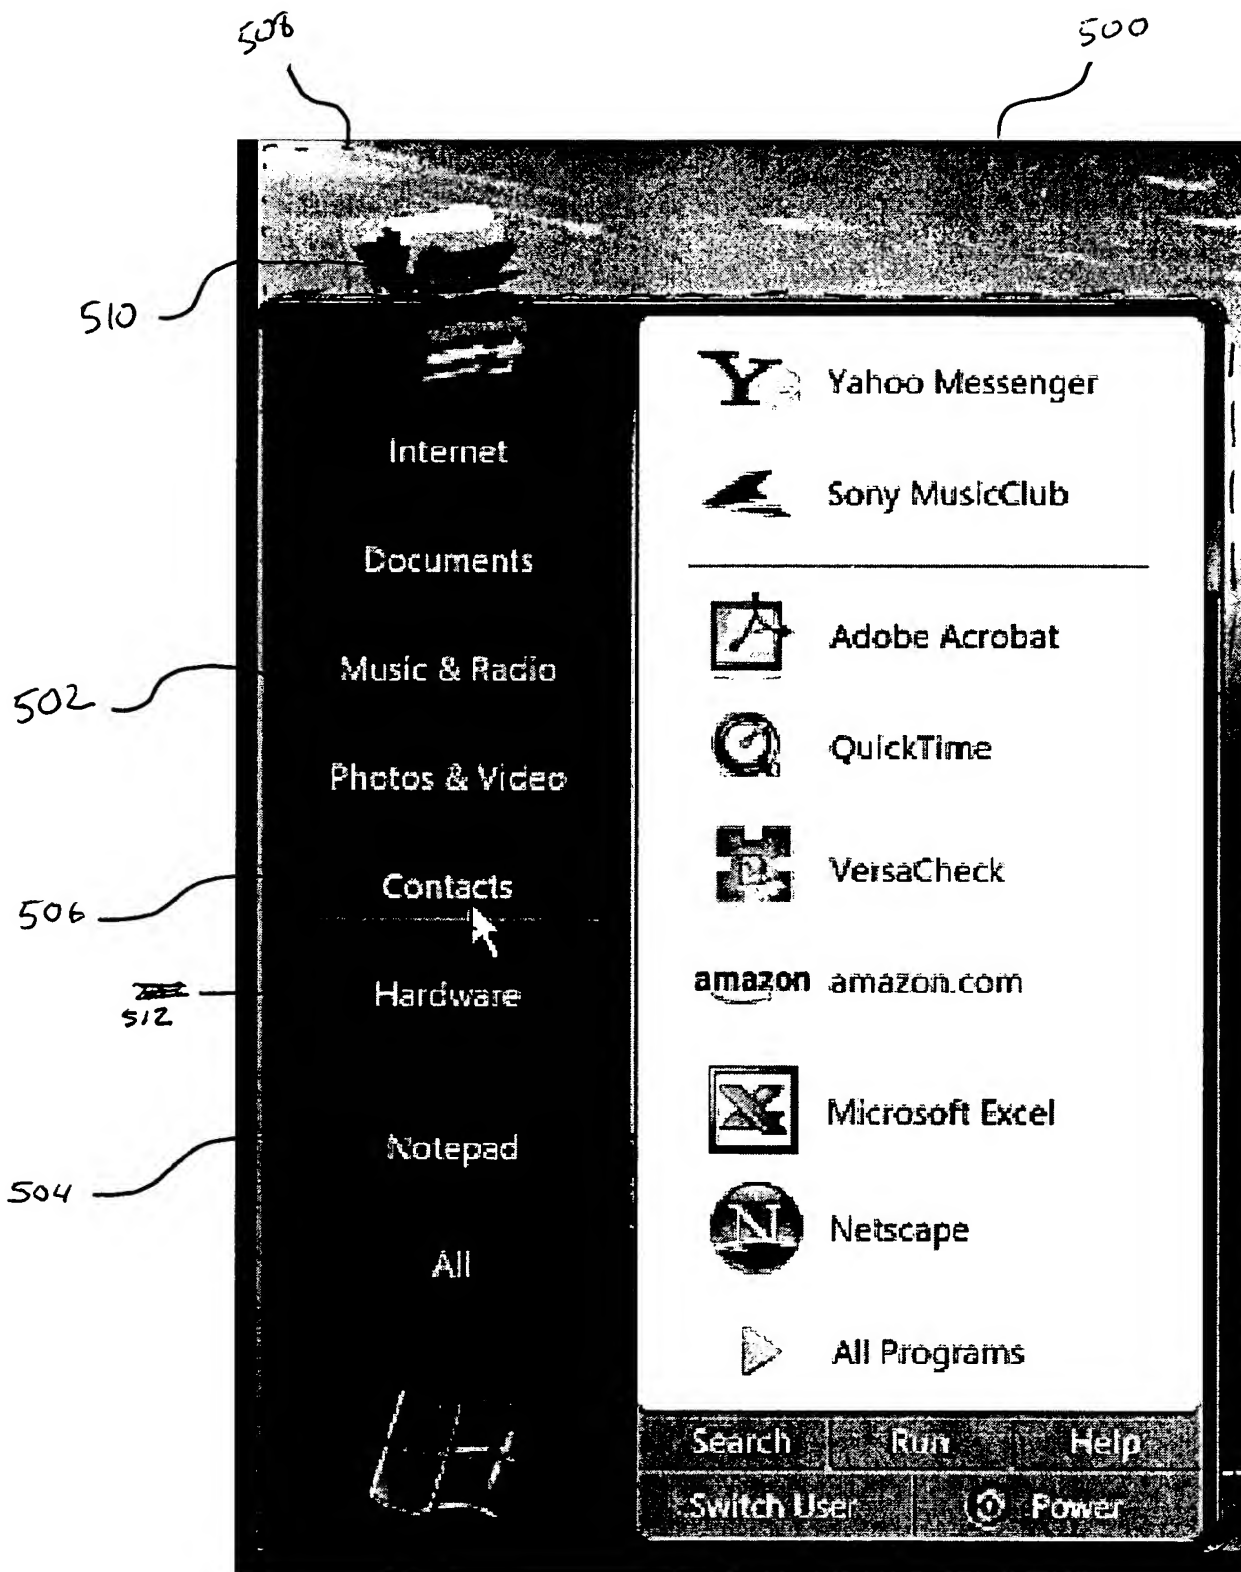 508
500
510
Yahoo Messenger
Internet
Sony MusicClub
Documents
Adobe Acrobat
502
Music & Radio
QuickTime
Photos & Video
VersaCheck
506
Contacts
amazon amazon.com
512
Hardware
Microsoft Excel
504
Notepad
N Netscape
All
All Programs
Search Run Help
Switch User Power